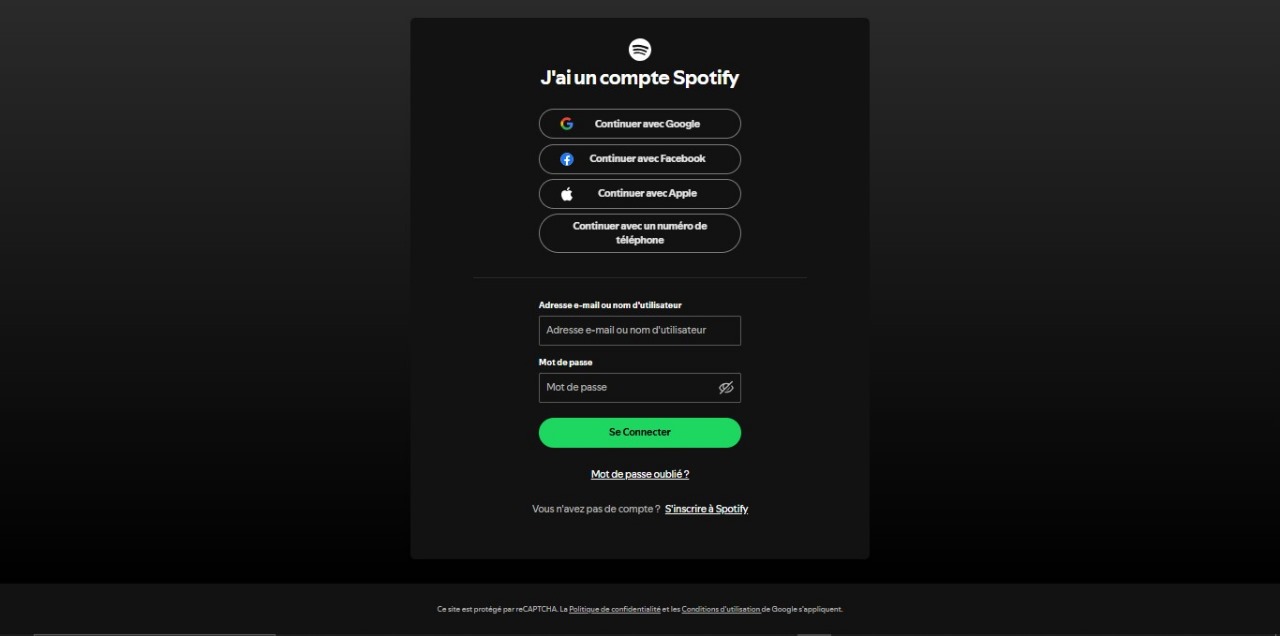 J'ai un compte Spotify
Continuer avec Google
Continuer avec Facebook
Continuer avec Apple
Continuer avec un numéro de
téléphone
Adresse e-mail ou nom d'utilisateur
Adresse e-mail ou nom d'utilisateur
Mot de passe
Mot de passe
Se Connecter
Mot de passe oublié ?
Vous n'avez pas de compte ? S'inscrire à Spotify
Ce site est protégé par reCAPTCHA. La Politique de confidentialité et les Conditions d'utilisation de Google s'appliquent.